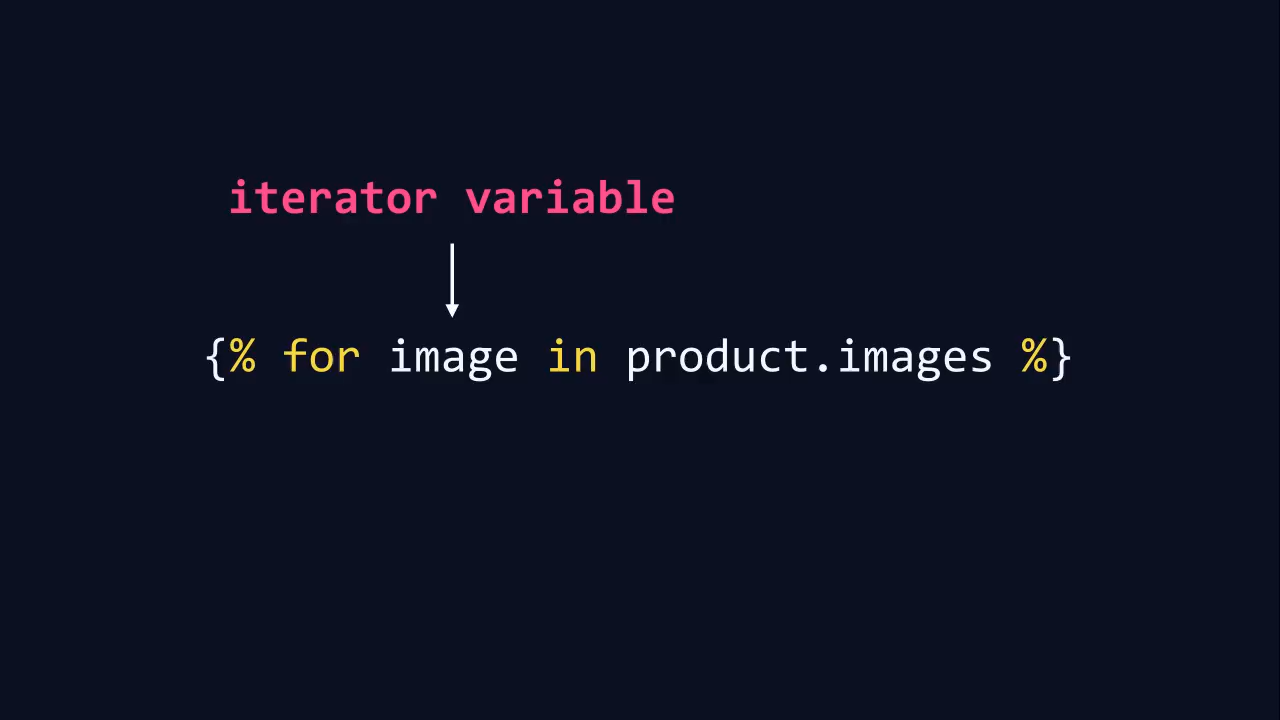 iterator variable
{% for image in product.images %}